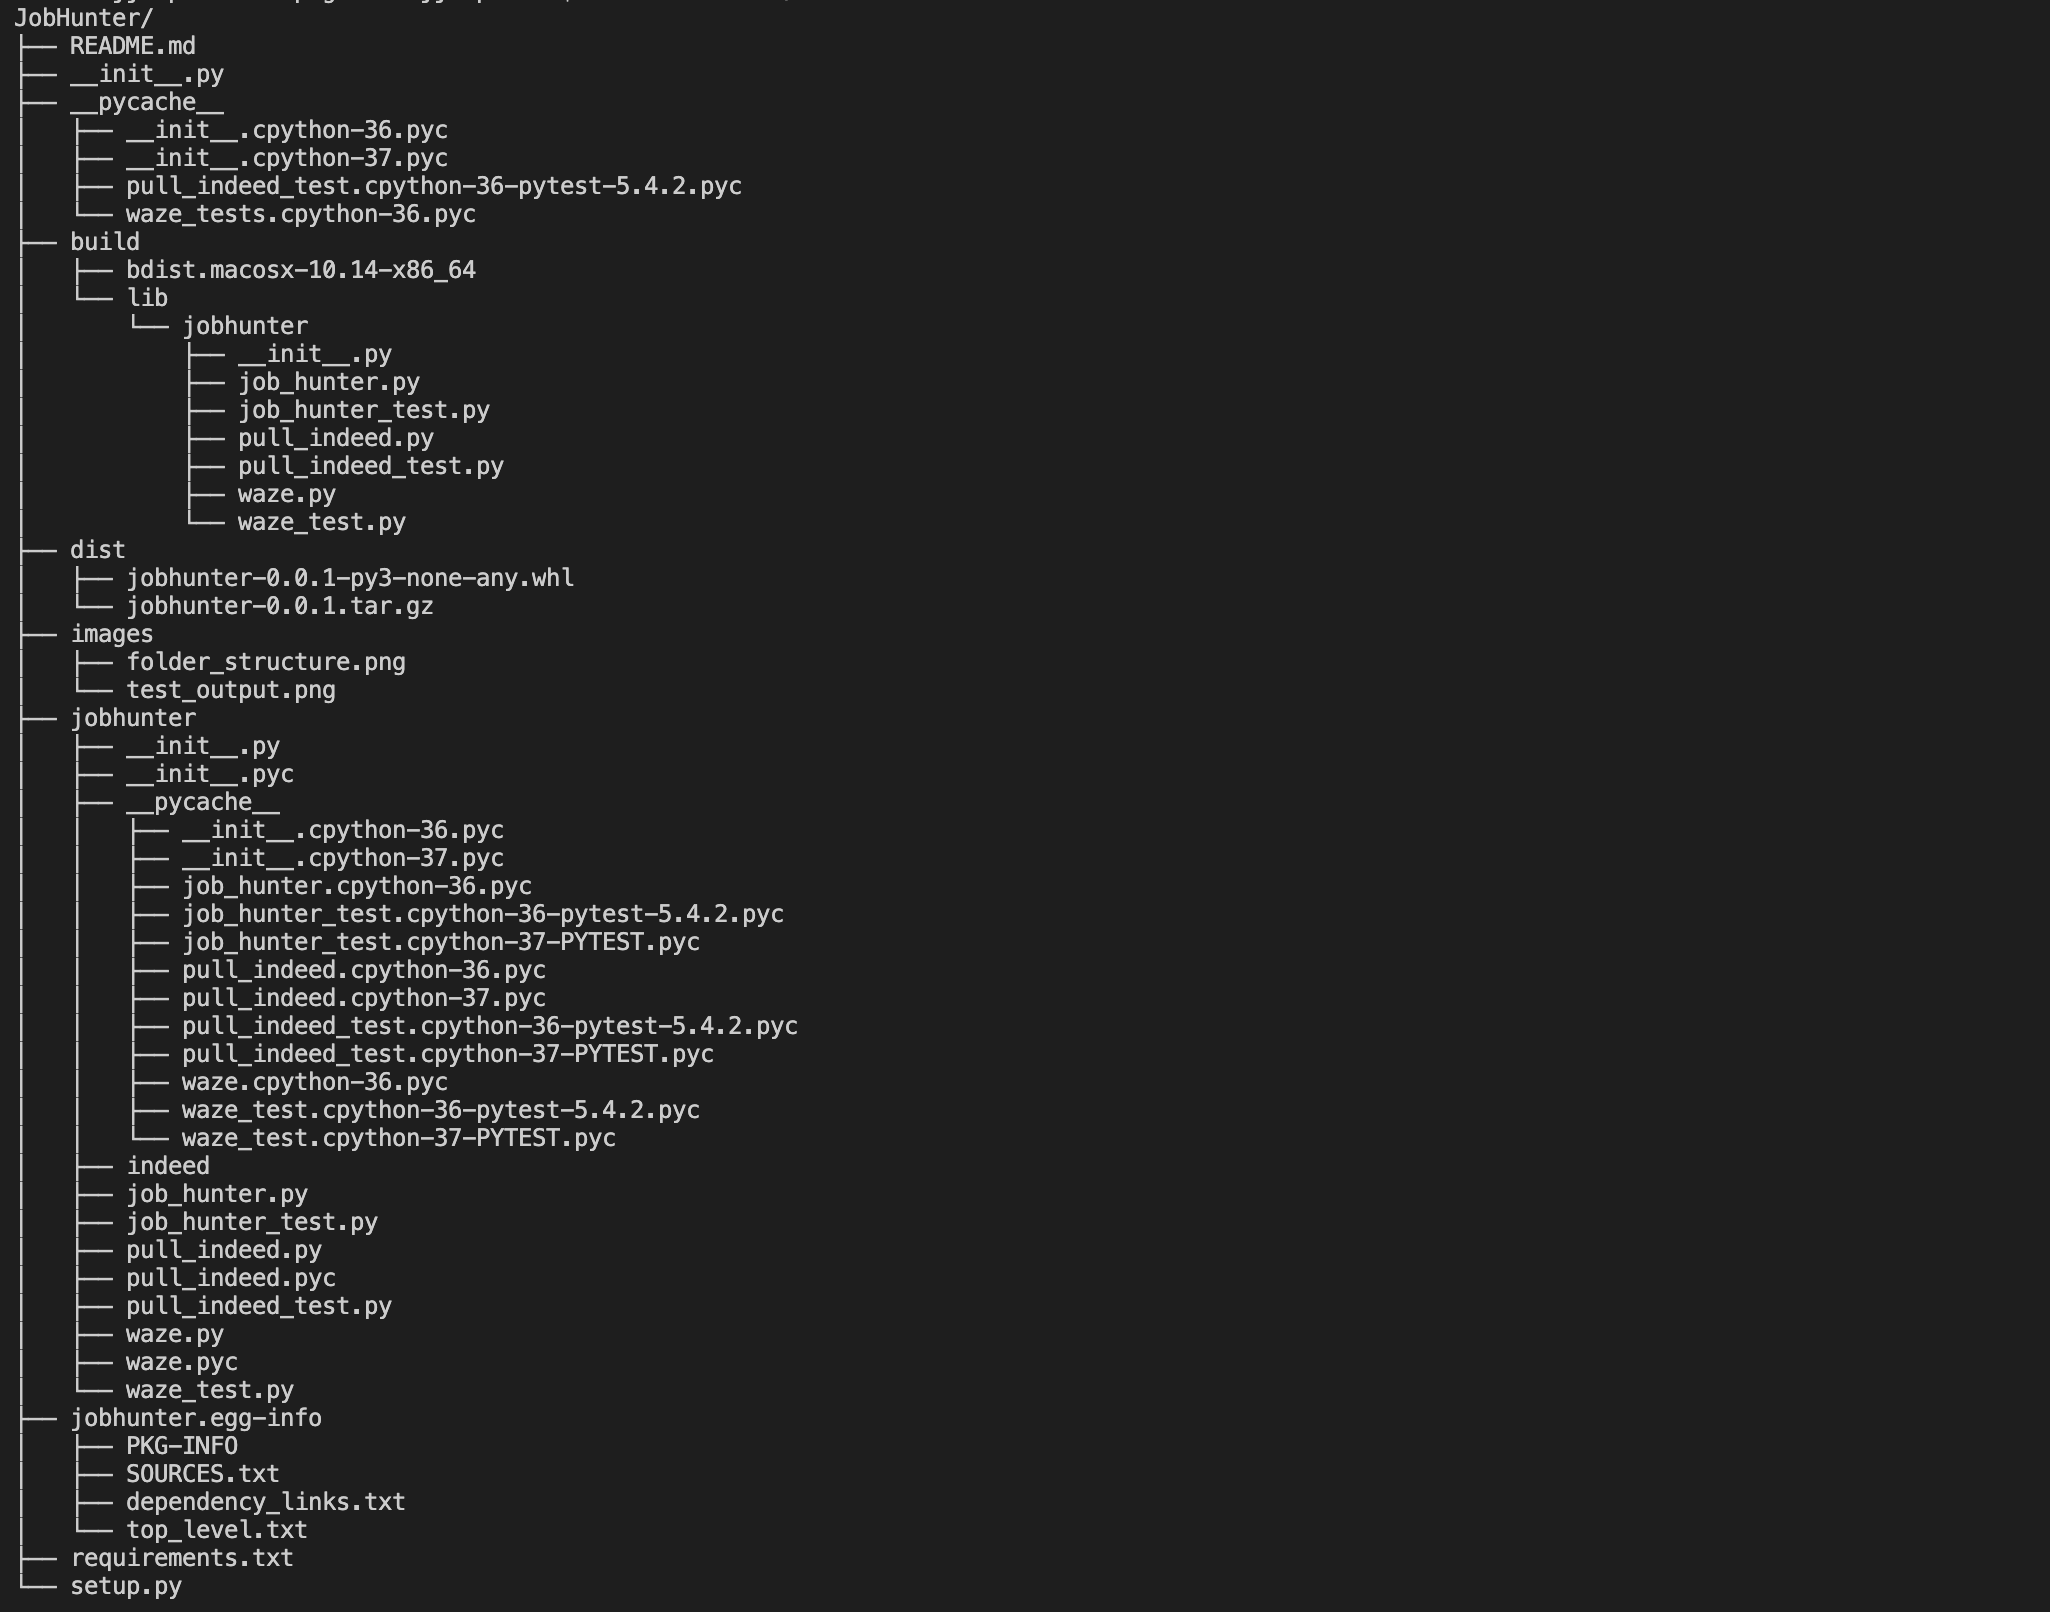 JobHunter/
├── README.md
├── __init__.py
├── __pycache__
│   ├── __init__.cpython-36.pyc
│   ├── __init__.cpython-37.pyc
│   ├── pull_indeed_test.cpython-36-pytest-5.4.2.pyc
│   └── waze_tests.cpython-36.pyc
├── build
│   ├── bdist.macosx-10.14-x86_64
│   └── lib
│       └── jobhunter
│           ├── __init__.py
│           ├── job_hunter.py
│           ├── job_hunter_test.py
│           ├── pull_indeed.py
│           ├── pull_indeed_test.py
│           ├── waze.py
│           └── waze_test.py
├── dist
│   ├── jobhunter-0.0.1-py3-none-any.whl
│   └── jobhunter-0.0.1.tar.gz
├── images
│   ├── folder_structure.png
│   └── test_output.png
├── jobhunter
│   ├── __init__.py
│   ├── __init__.pyc
│   ├── __pycache__
│   │   ├── __init__.cpython-36.pyc
│   │   ├── __init__.cpython-37.pyc
│   │   ├── job_hunter.cpython-36.pyc
│   │   ├── job_hunter_test.cpython-36-pytest-5.4.2.pyc
│   │   ├── job_hunter_test.cpython-37-PYTEST.pyc
│   │   ├── pull_indeed.cpython-36.pyc
│   │   ├── pull_indeed.cpython-37.pyc
│   │   ├── pull_indeed_test.cpython-36-pytest-5.4.2.pyc
│   │   ├── pull_indeed_test.cpython-37-PYTEST.pyc
│   │   ├── waze.cpython-36.pyc
│   │   ├── waze_test.cpython-36-pytest-5.4.2.pyc
│   │   └── waze_test.cpython-37-PYTEST.pyc
│   ├── indeed
│   ├── job_hunter.py
│   ├── job_hunter_test.py
│   ├── pull_indeed.py
│   ├── pull_indeed.pyc
│   ├── pull_indeed_test.py
│   ├── waze.py
│   ├── waze.pyc
│   └── waze_test.py
├── jobhunter.egg-info
│   ├── PKG-INFO
│   ├── SOURCES.txt
│   ├── dependency_links.txt
│   └── top_level.txt
├── requirements.txt
└── setup.py